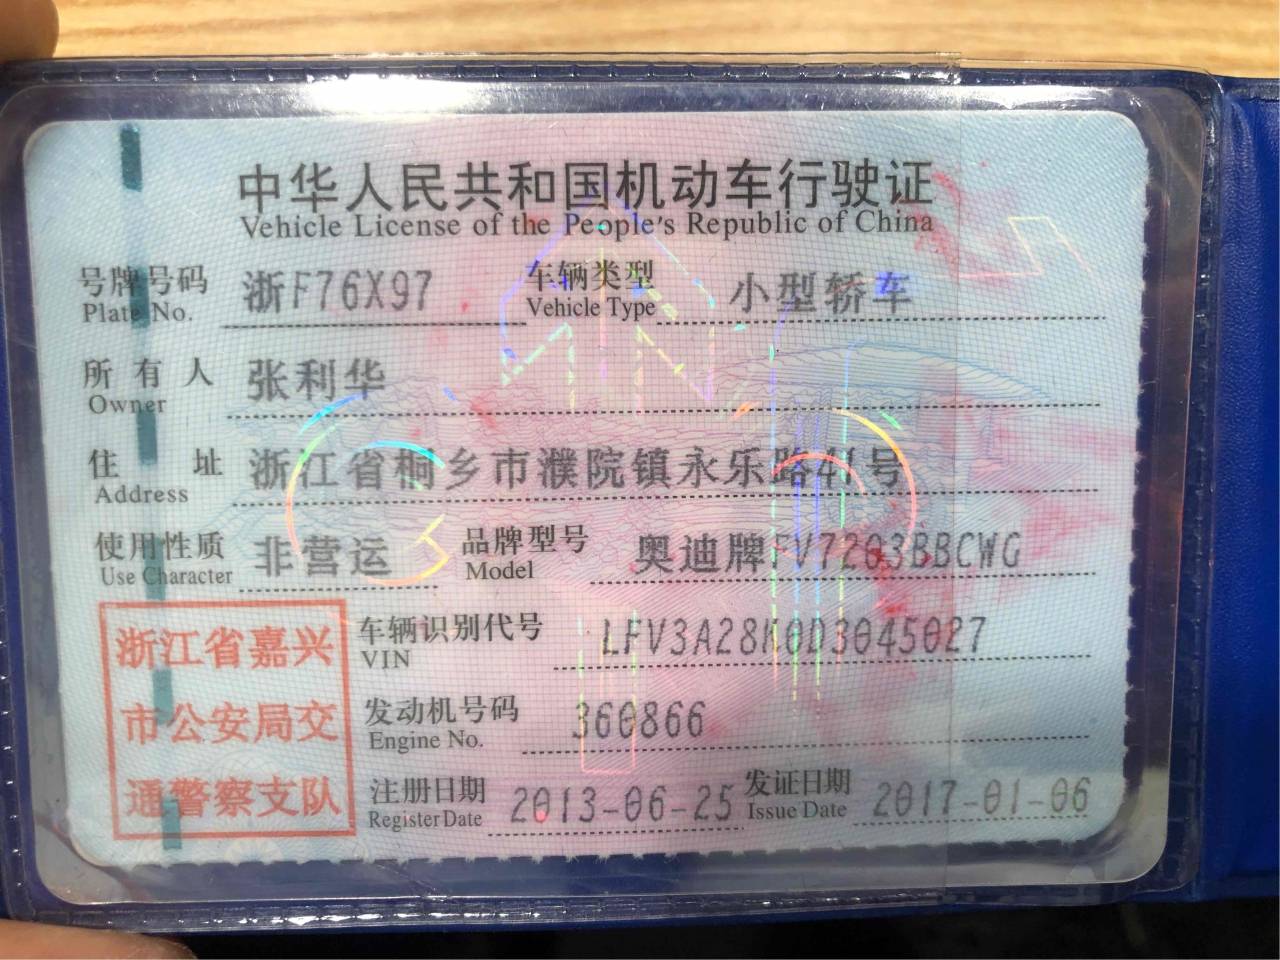 中华人民共和国机动车行驶证
Vehicle License of the People's Republic of China
号牌号码 浙F76X97 车辆类型 小型轿车
Plate No. Vehicle Type
所有人 张利华
Owner
住址 浙江省桐乡市濮院镇永乐路41号
Address
使用性质 非营运 品牌型号 奥迪牌FV7203BBCWG
Use Character Model
浙江省嘉兴
市公安局交
通警察支队
车辆识别代号 LFV3A28K0D3045027
VIN
发动机号码 360866
Engine No.
注册日期 2013-06-25 发证日期 2017-01-06
Register Date Issue Date